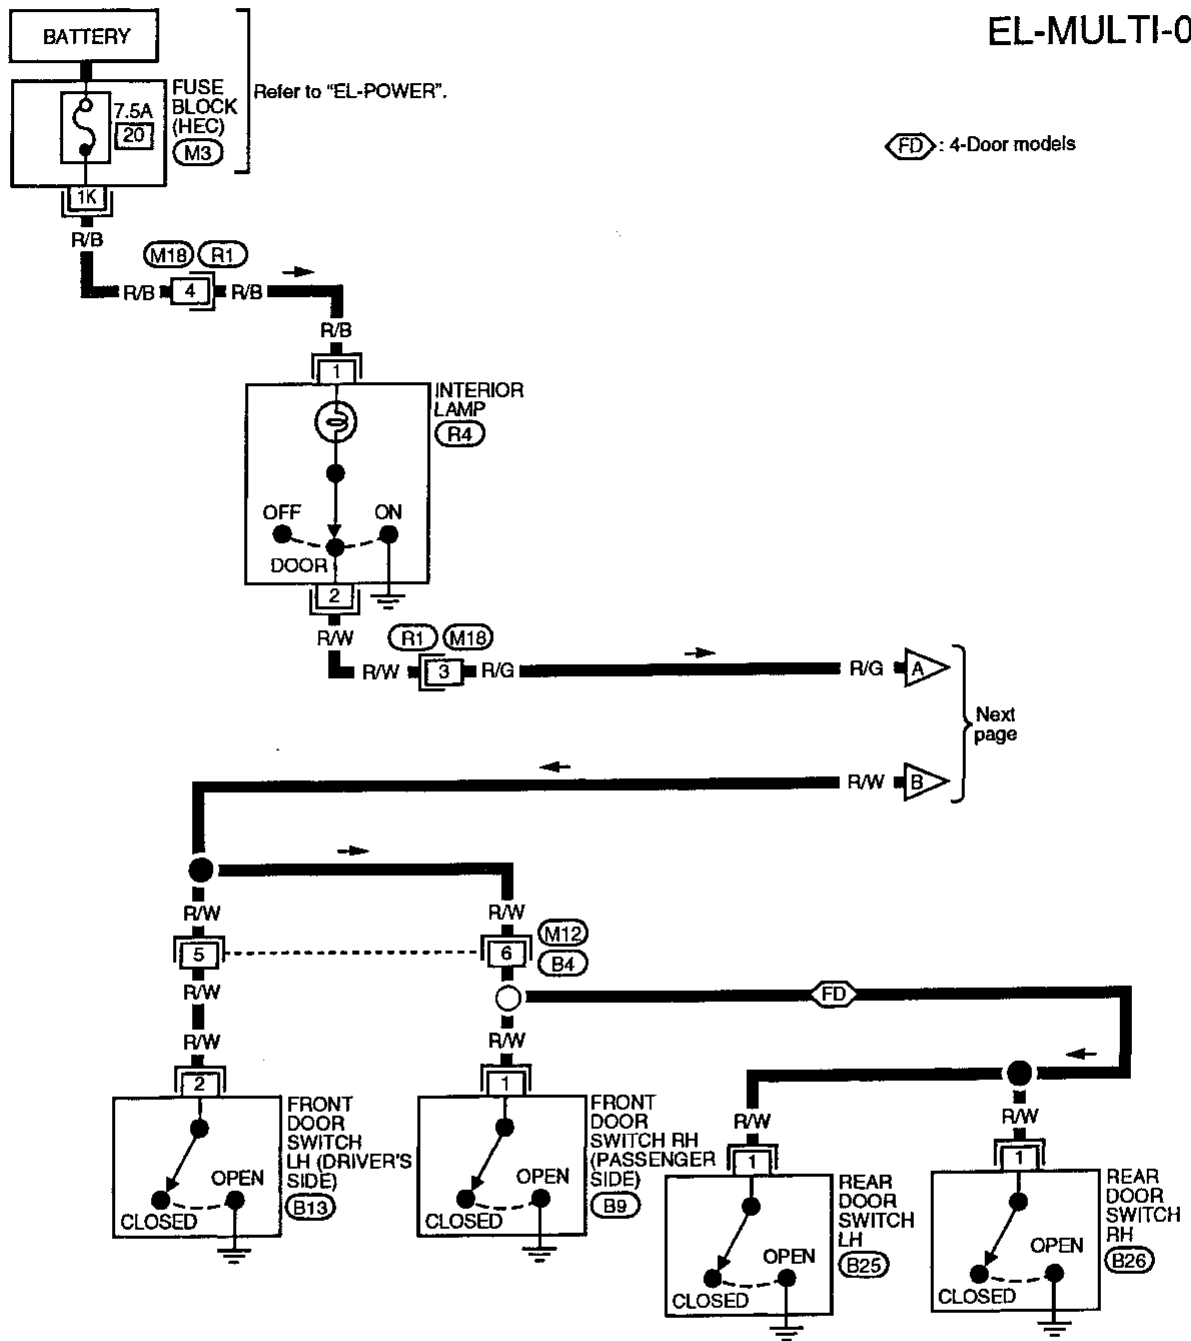 EL-MULTI-0
BATTERY
FUSE
BLOCK
(HEC)
M3
7.5A
20
Refer to "EL-POWER".
FD : 4-Door models
1K
R/B
M18 R1
R/B 4 R/B
R/B
1
INTERIOR
LAMP
R4
OFF ON
DOOR
2
R/W
R1 M18
R/W 3 R/G R/G A
Next
page
R/W B
R/W R/W
5 6 M12
B4
R/W
FD
R/W R/W
2 1
FRONT
DOOR
SWITCH
LH (DRIVER'S
SIDE)
B13
OPEN
CLOSED
FRONT
DOOR
SWITCH RH
(PASSENGER
SIDE)
B9
OPEN
CLOSED
R/W R/W
1 1
REAR
DOOR
SWITCH
LH
B25
OPEN
CLOSED
REAR
DOOR
SWITCH
RH
B26
OPEN
CLOSED